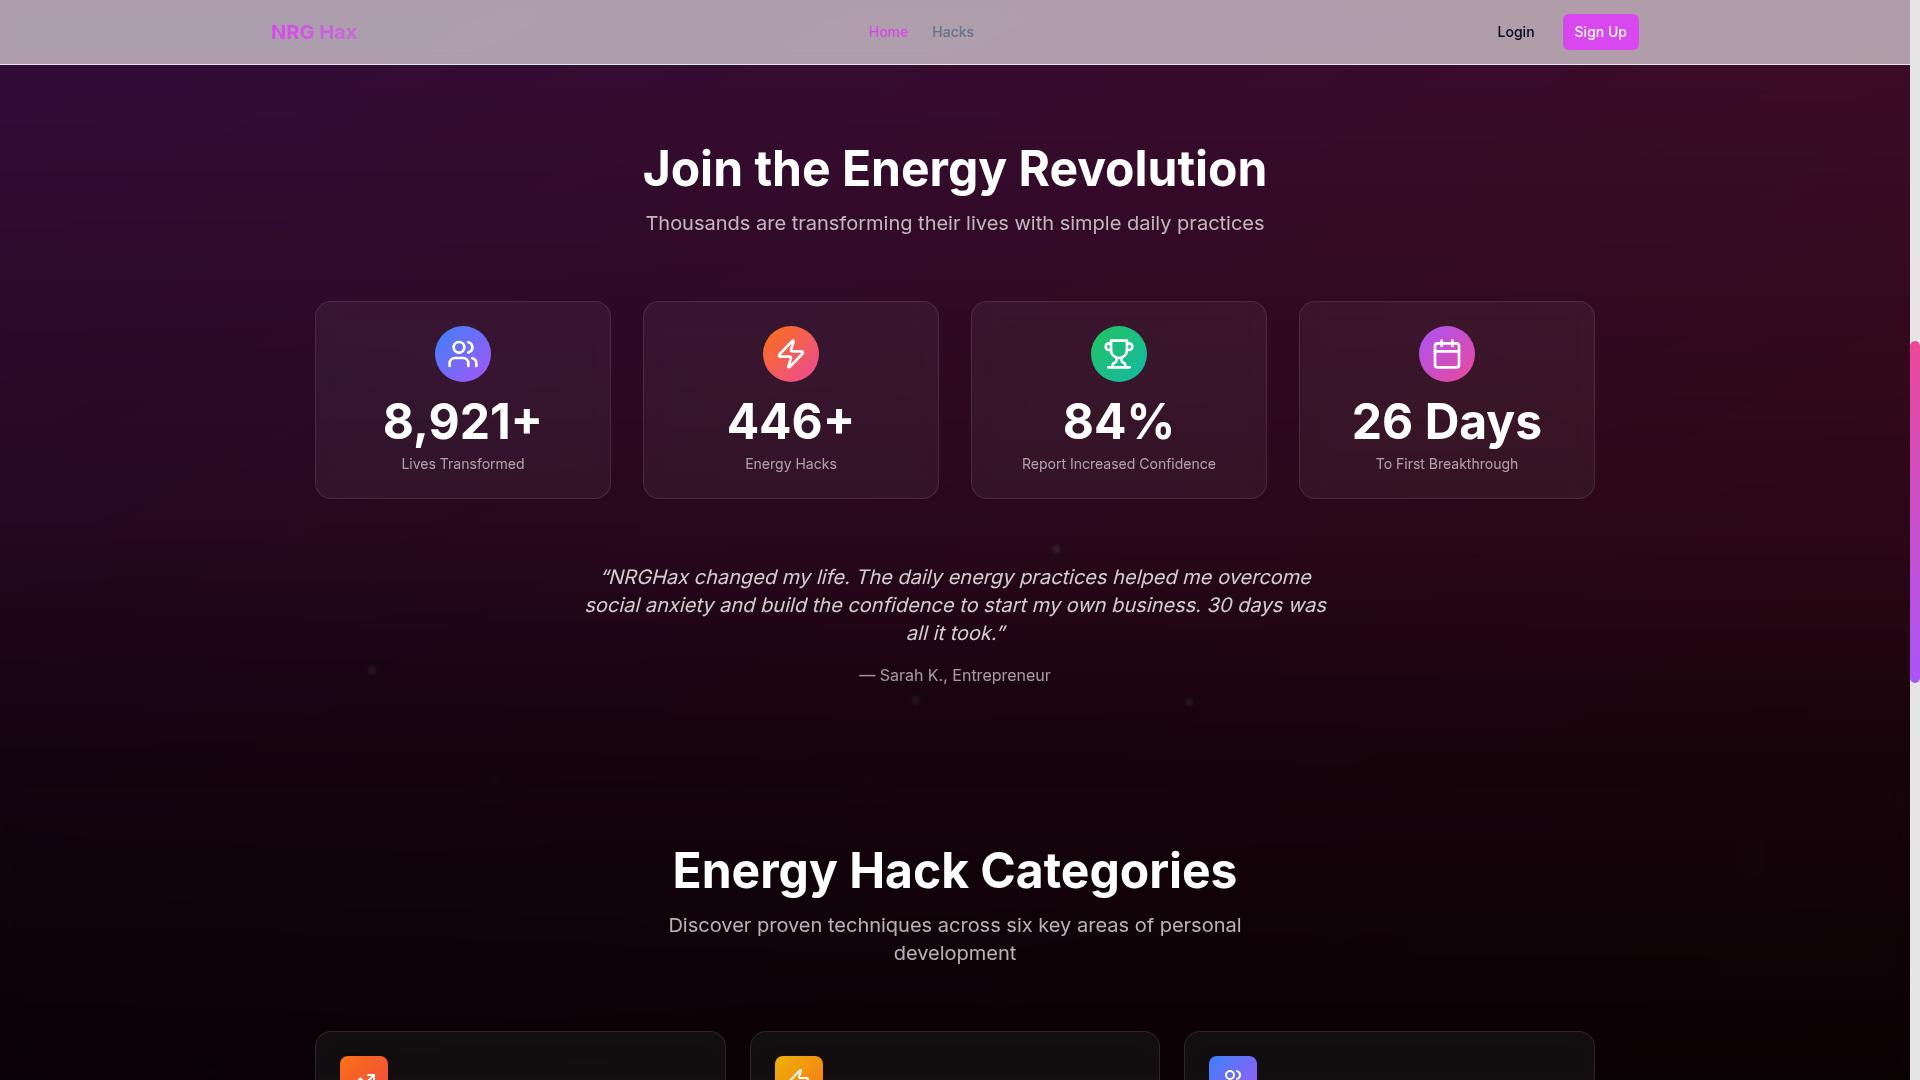 NRG Hax
Home
Hacks
Login
Sign Up
Join the Energy Revolution
Thousands are transforming their lives with simple daily practices
8,921+
Lives Transformed
446+
Energy Hacks
84%
Report Increased Confidence
26 Days
To First Breakthrough
“NRGHax changed my life. The daily energy practices helped me overcome
social anxiety and build the confidence to start my own business. 30 days was
all it took.”
— Sarah K., Entrepreneur
Energy Hack Categories
Discover proven techniques across six key areas of personal
development